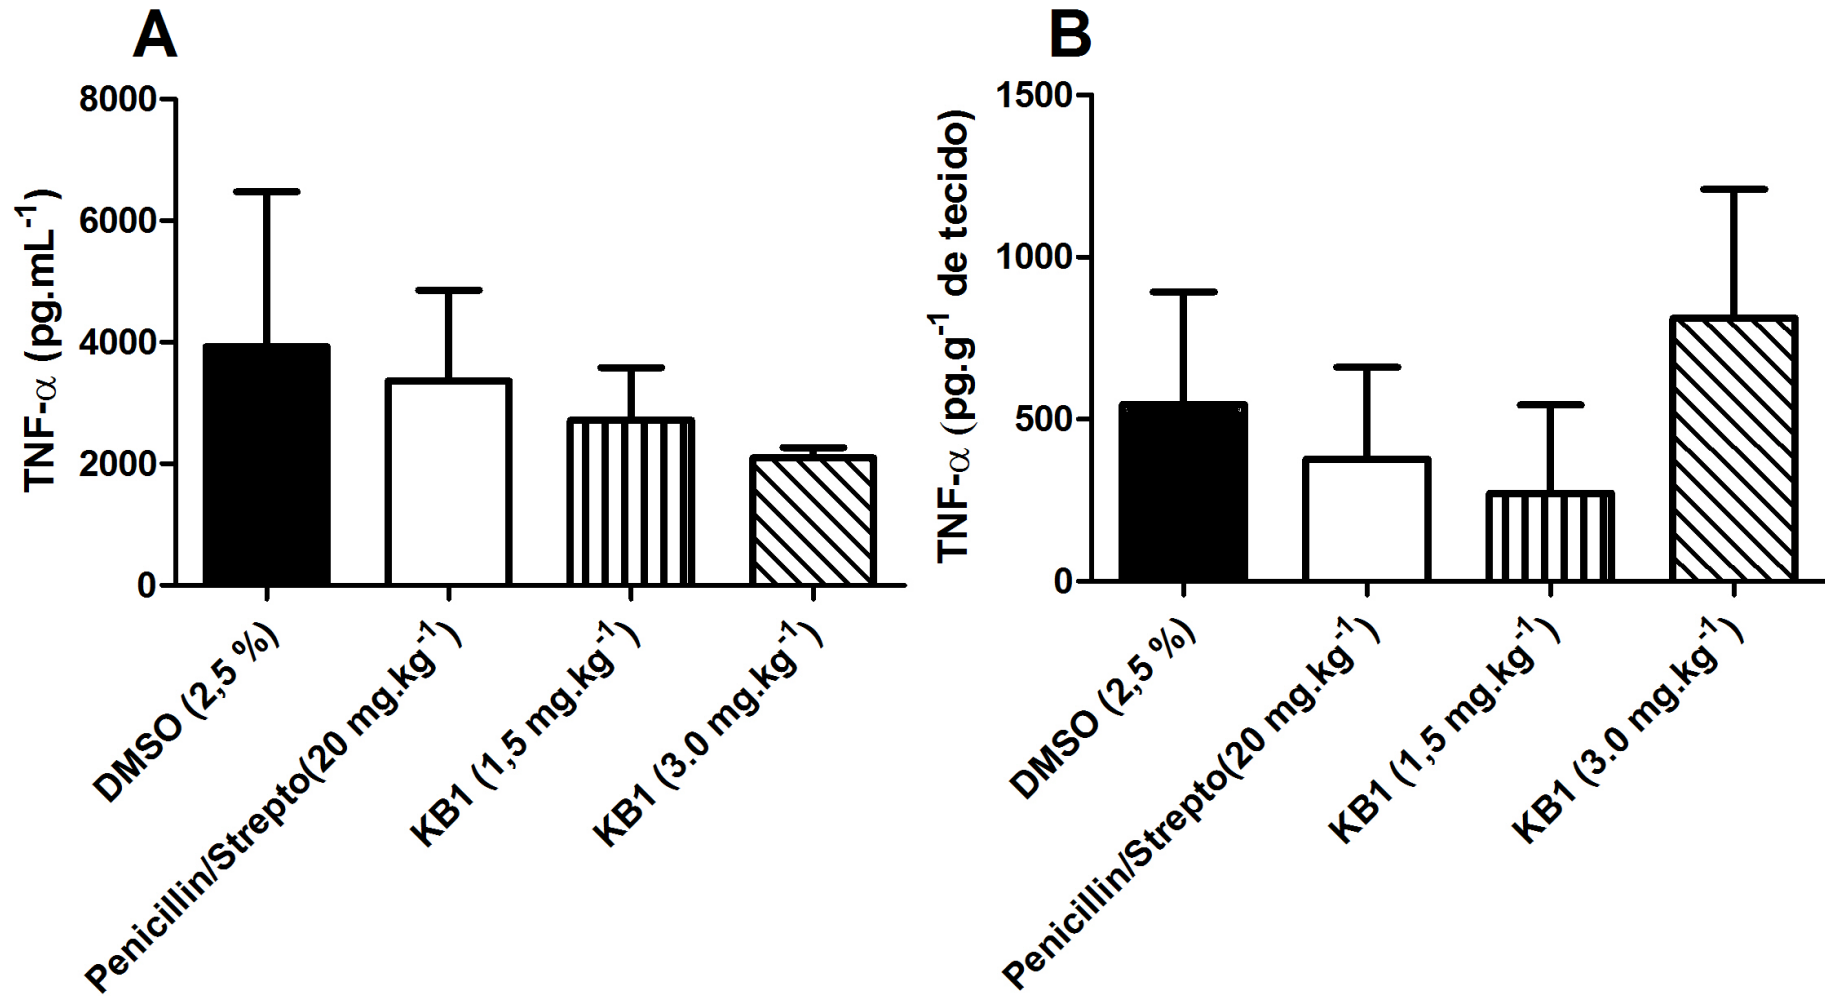 A
8000
6000
4000
2000
0
TNF-α (pg.mL⁻¹)
DMSO (2,5 %)
Penicillin/Strepto(20 mg.kg⁻¹)
KB1 (1,5 mg.kg⁻¹)
KB1 (3.0 mg.kg⁻¹)
B
1500
1000
500
0
TNF-α (pg.g⁻¹ de tecido)
DMSO (2,5 %)
Penicillin/Strepto(20 mg.kg⁻¹)
KB1 (1,5 mg.kg⁻¹)
KB1 (3.0 mg.kg⁻¹)